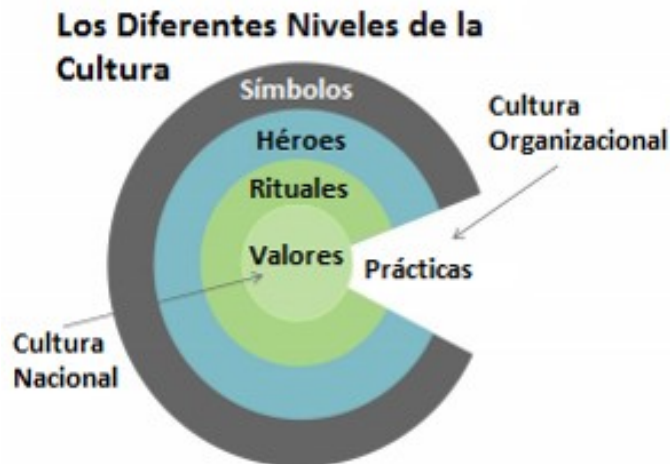 Los Diferentes Niveles de la
Cultura
Símbolos
Héroes
Rituales
Valores
Prácticas
Cultura
Organizacional
Cultura
Nacional